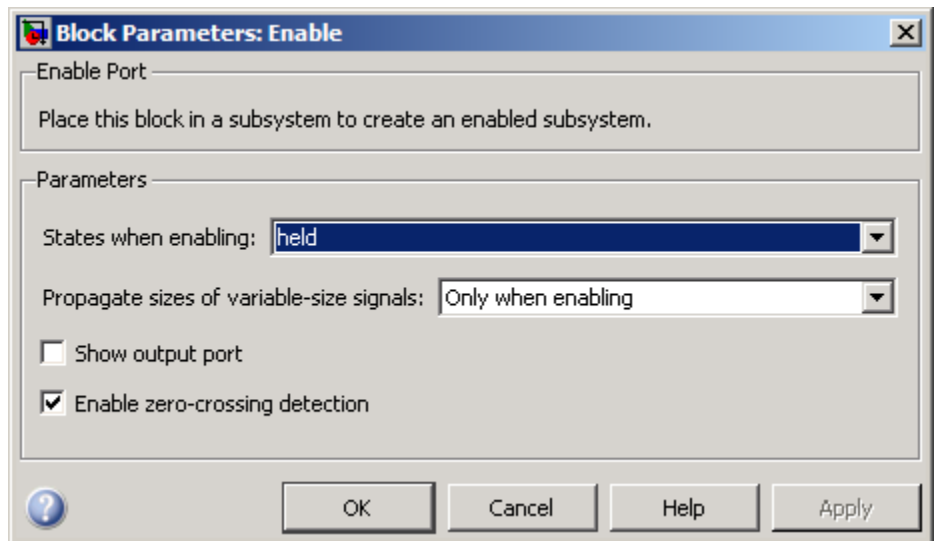 Block Parameters: Enable
Enable Port
Place this block in a subsystem to create an enabled subsystem.
Parameters
States when enabling: held
Propagate sizes of variable-size signals: Only when enabling
Show output port
Enable zero-crossing detection
OK Cancel Help Apply